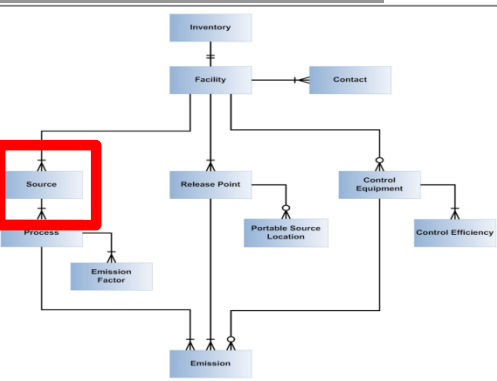 Inventory
Facility
Contact
Source
Release Point
Control
Equipment
Process
Portable Source
Location
Control Efficiency
Emission
Factor
Emission